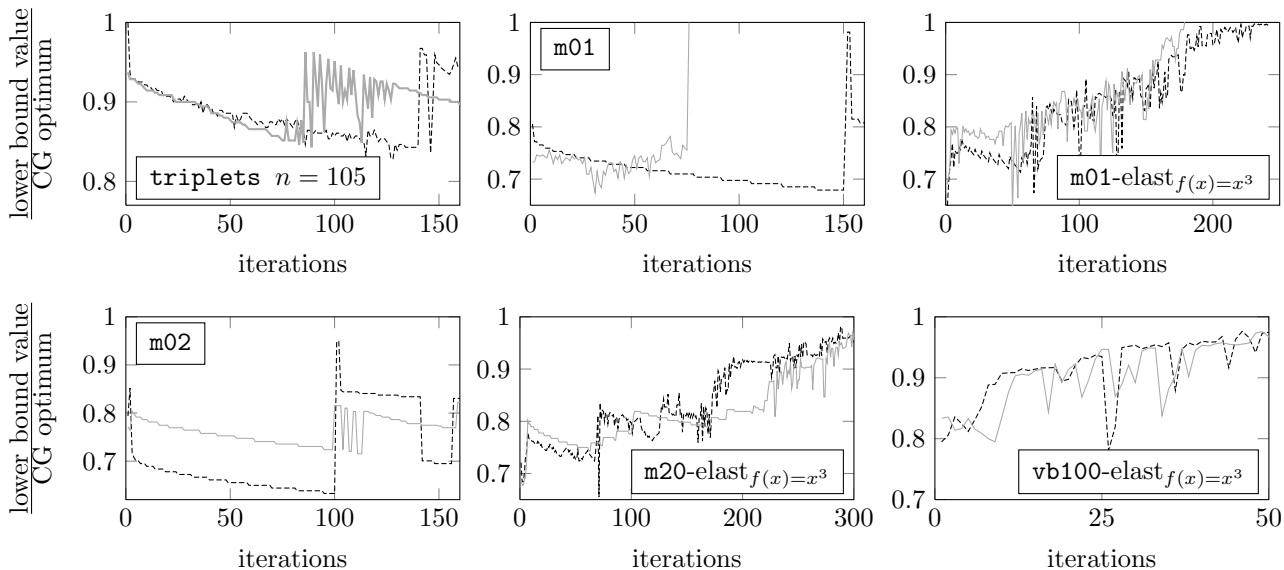 lower bound value
CG optimum
1
0.9
0.8
0
50
100
150
iterations
triplets n = 105
1
0.9
0.8
0.7
0
50
100
150
iterations
m01
1
0.9
0.8
0.7
0
100
200
iterations
m01-elast f(x)=x³
lower bound value
CG optimum
1
0.9
0.8
0.7
0
50
100
150
iterations
m02
1
0.9
0.8
0.7
0
100
200
300
iterations
m20-elast f(x)=x³
1
0.9
0.8
0.7
0
25
50
iterations
vb100-elast f(x)=x³